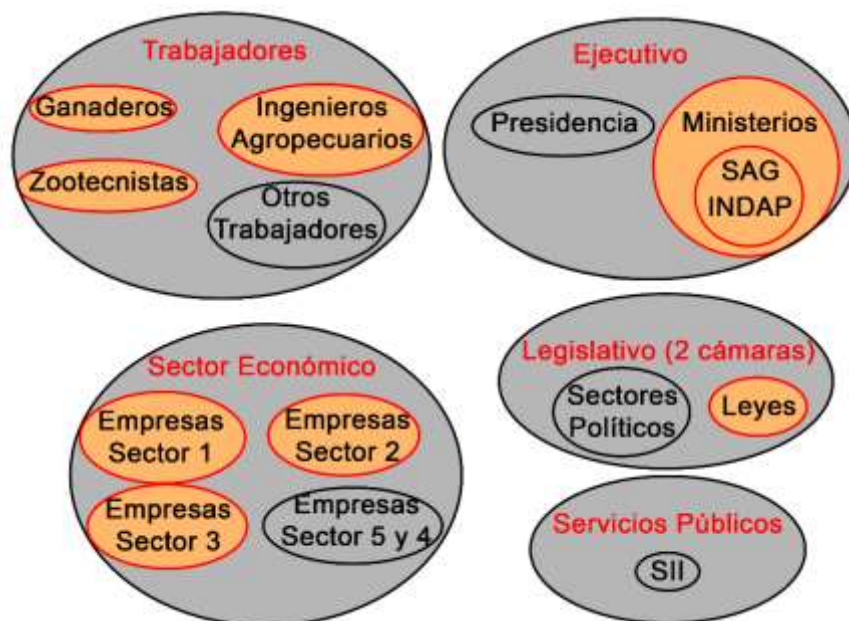 Trabajadores
Ganaderos
Ingenieros
Agropecuarios
Zootecnistas
Otros
Trabajadores
Ejecutivo
Presidencia
Ministerios
SAG
INDAP
Sector Económico
Empresas
Sector 1
Empresas
Sector 2
Empresas
Sector 3
Empresas
Sector 5 y 4
Legislativo (2 cámaras)
Sectores
Políticos
Leyes
Servicios Públicos
SII